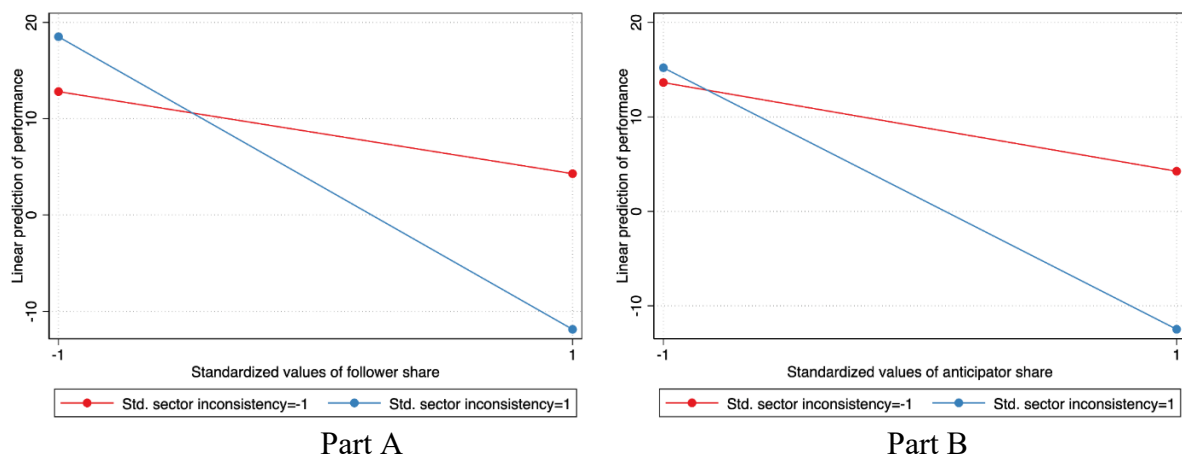 20
10
0
-10
Linear prediction of performance
-1
1
Standardized values of follower share
Std. sector inconsistency=-1
Std. sector inconsistency=1
Part A
20
10
0
-10
Linear prediction of performance
-1
1
Standardized values of anticipator share
Std. sector inconsistency=-1
Std. sector inconsistency=1
Part B